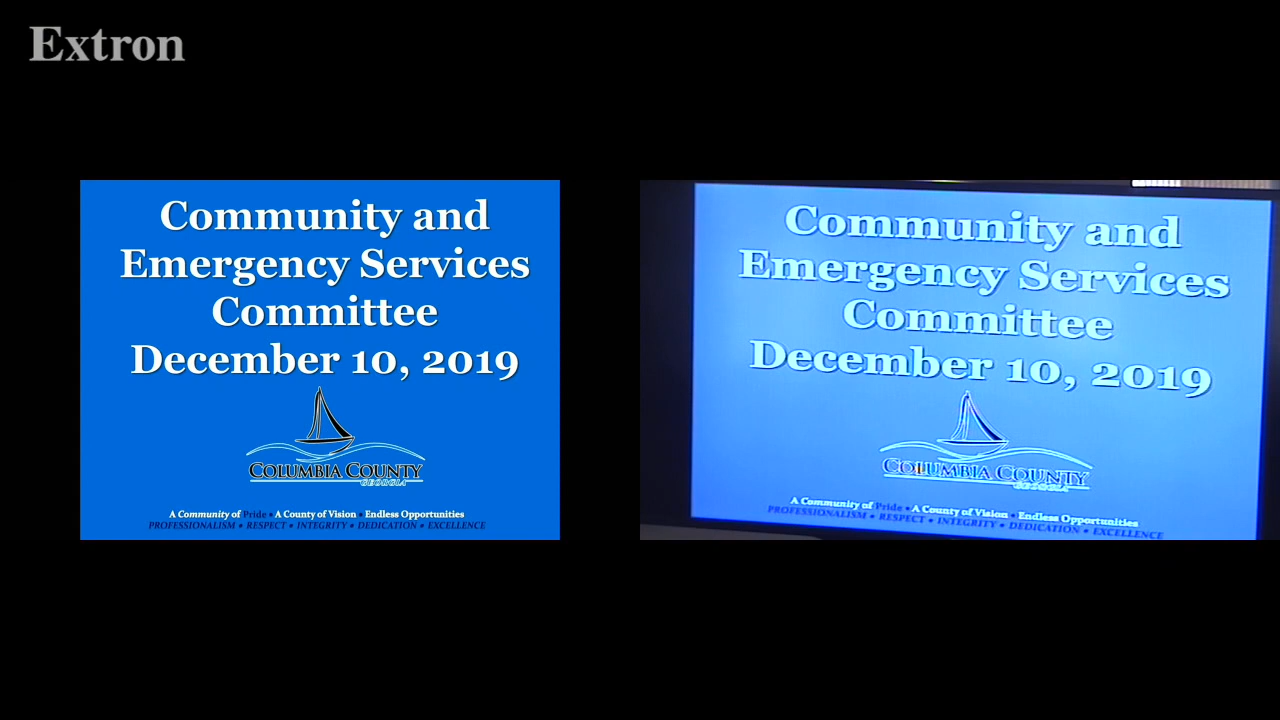 Extron
Community and
Emergency Services
Committee
December 10, 2019
COLUMBIA COUNTY
GEORGIA
A Community of Pride • A County of Vision • Endless Opportunities
PROFESSIONALISM • RESPECT • INTEGRITY • DEDICATION • EXCELLENCE
Community and
Emergency Services
Committee
December 10, 2019
COLUMBIA COUNTY
GEORGIA
A Community of Pride • A County of Vision • Endless Opportunities
PROFESSIONALISM • RESPECT • INTEGRITY • DEDICATION • EXCELLENCE